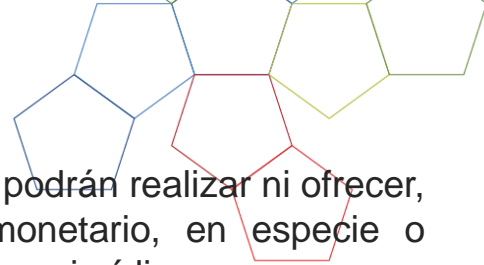 podrán realizar ni ofrecer,
monetario, en especie o